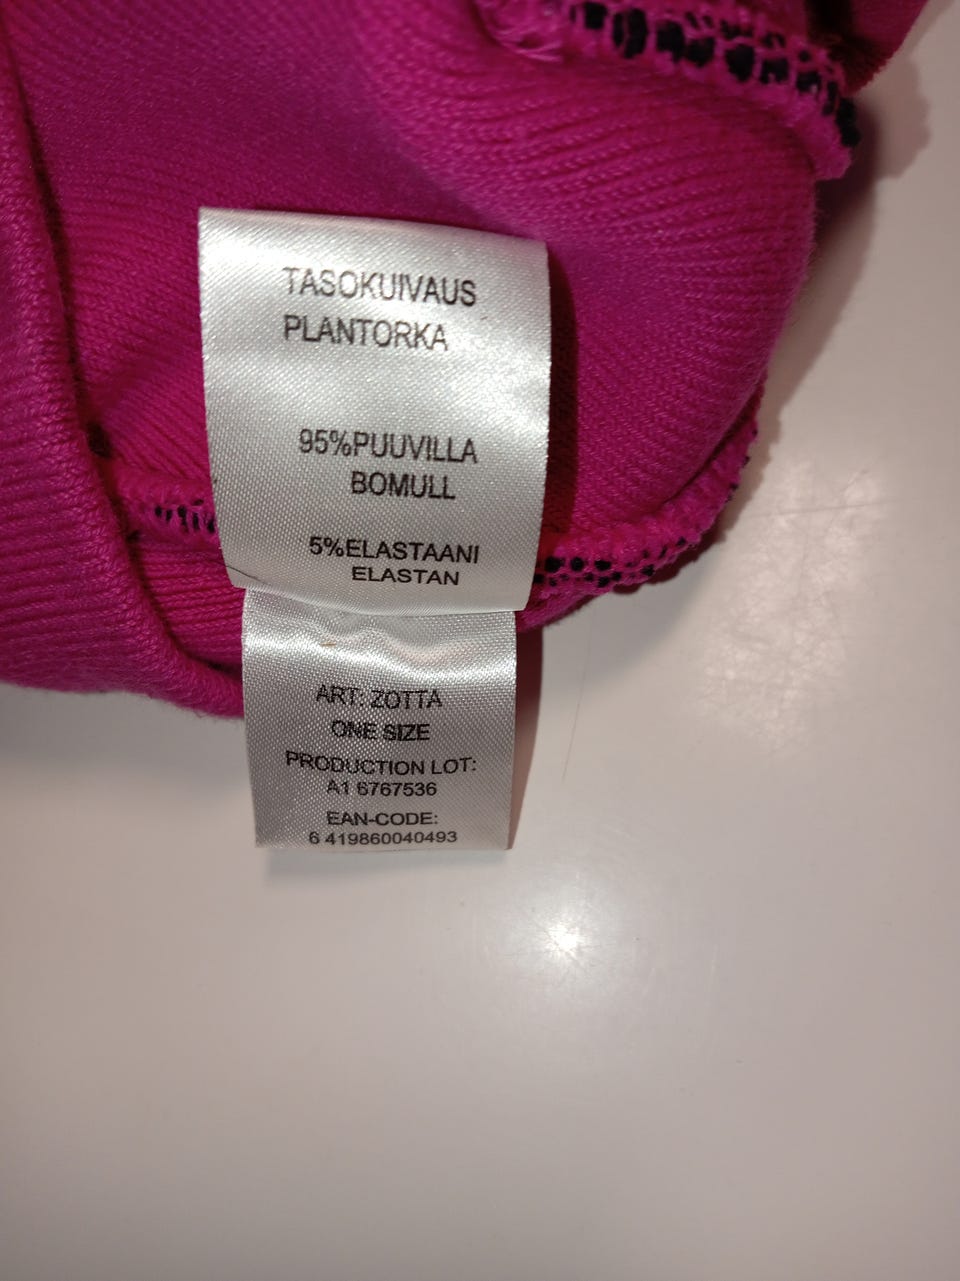 TASOKUIVAUS
PLANTORKA
95%PUUVILLA
BOMULL
5%ELASTAANI
ELASTAN
ART: ZOTTA
ONE SIZE
PRODUCTION LOT:
A1 6767536
EAN-CODE:
6 419860040493